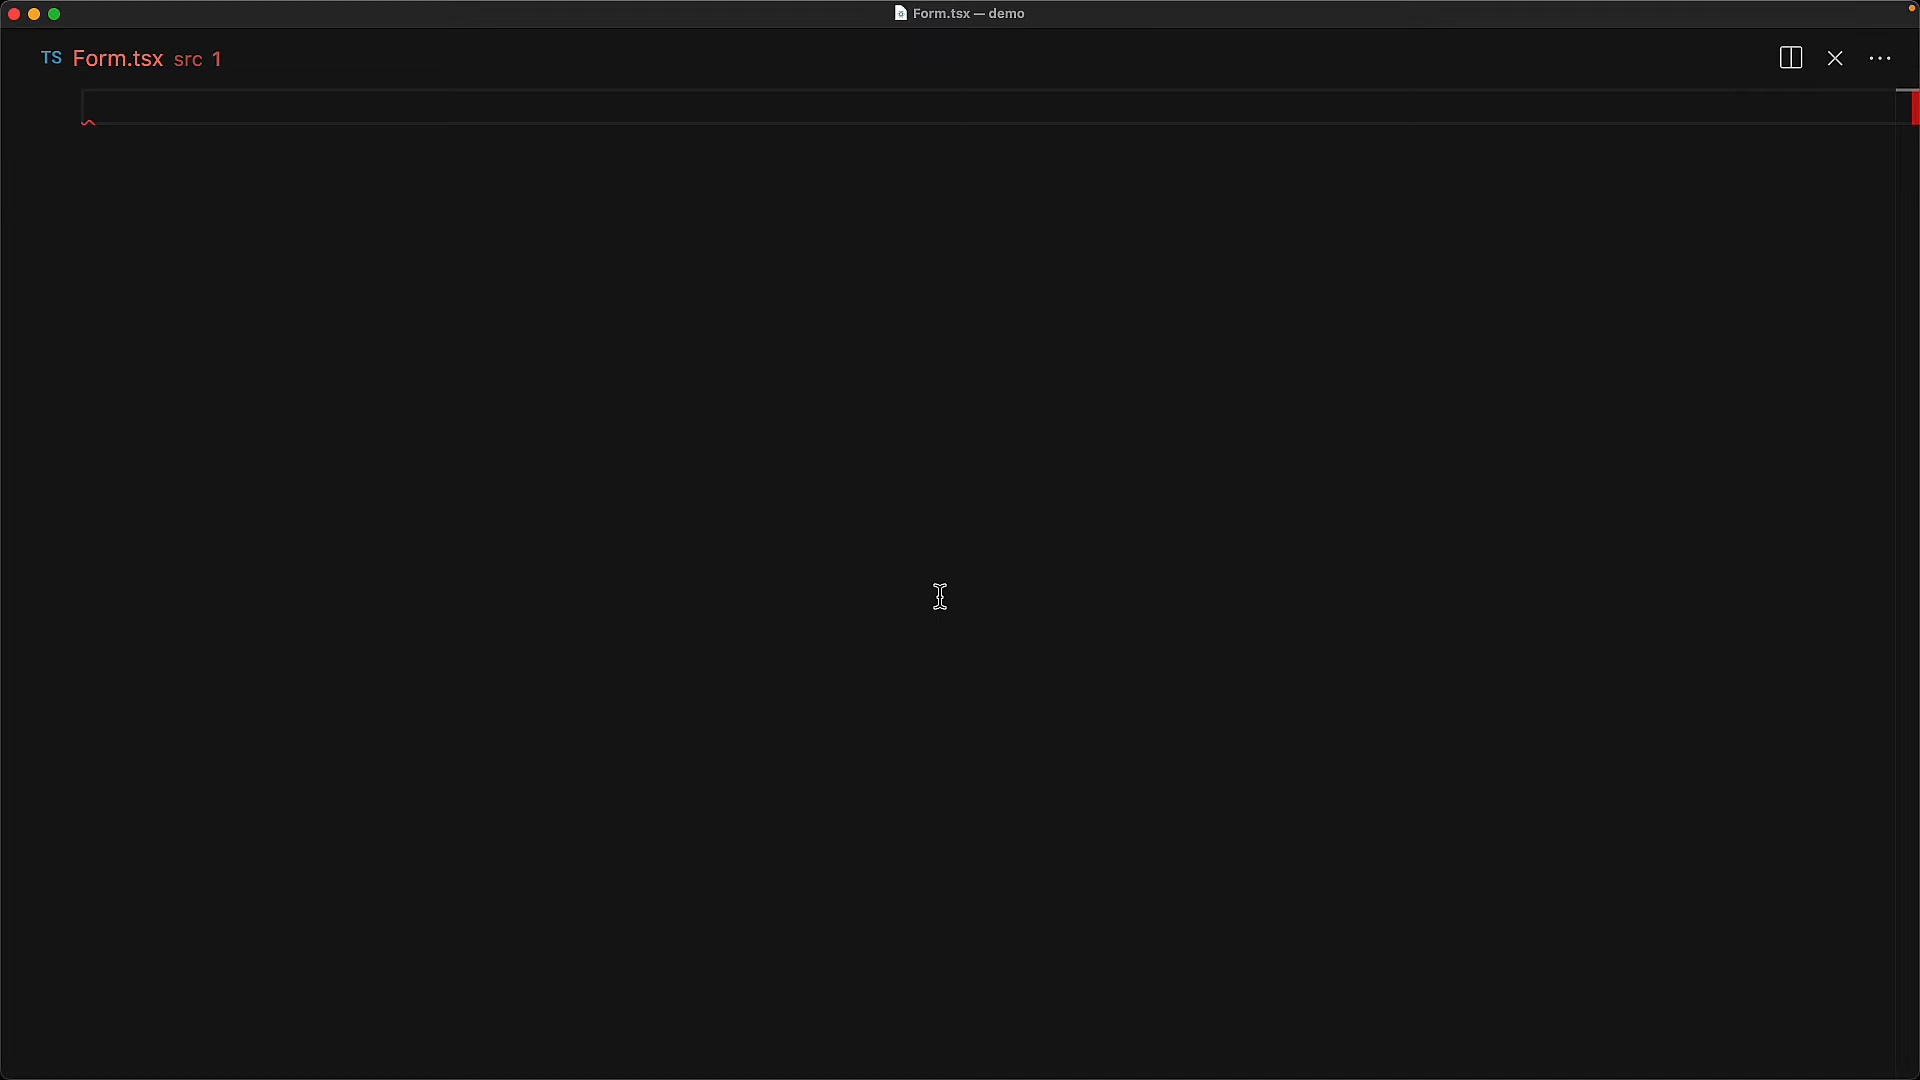 Form.tsx — demo
TS Form.tsx src 1